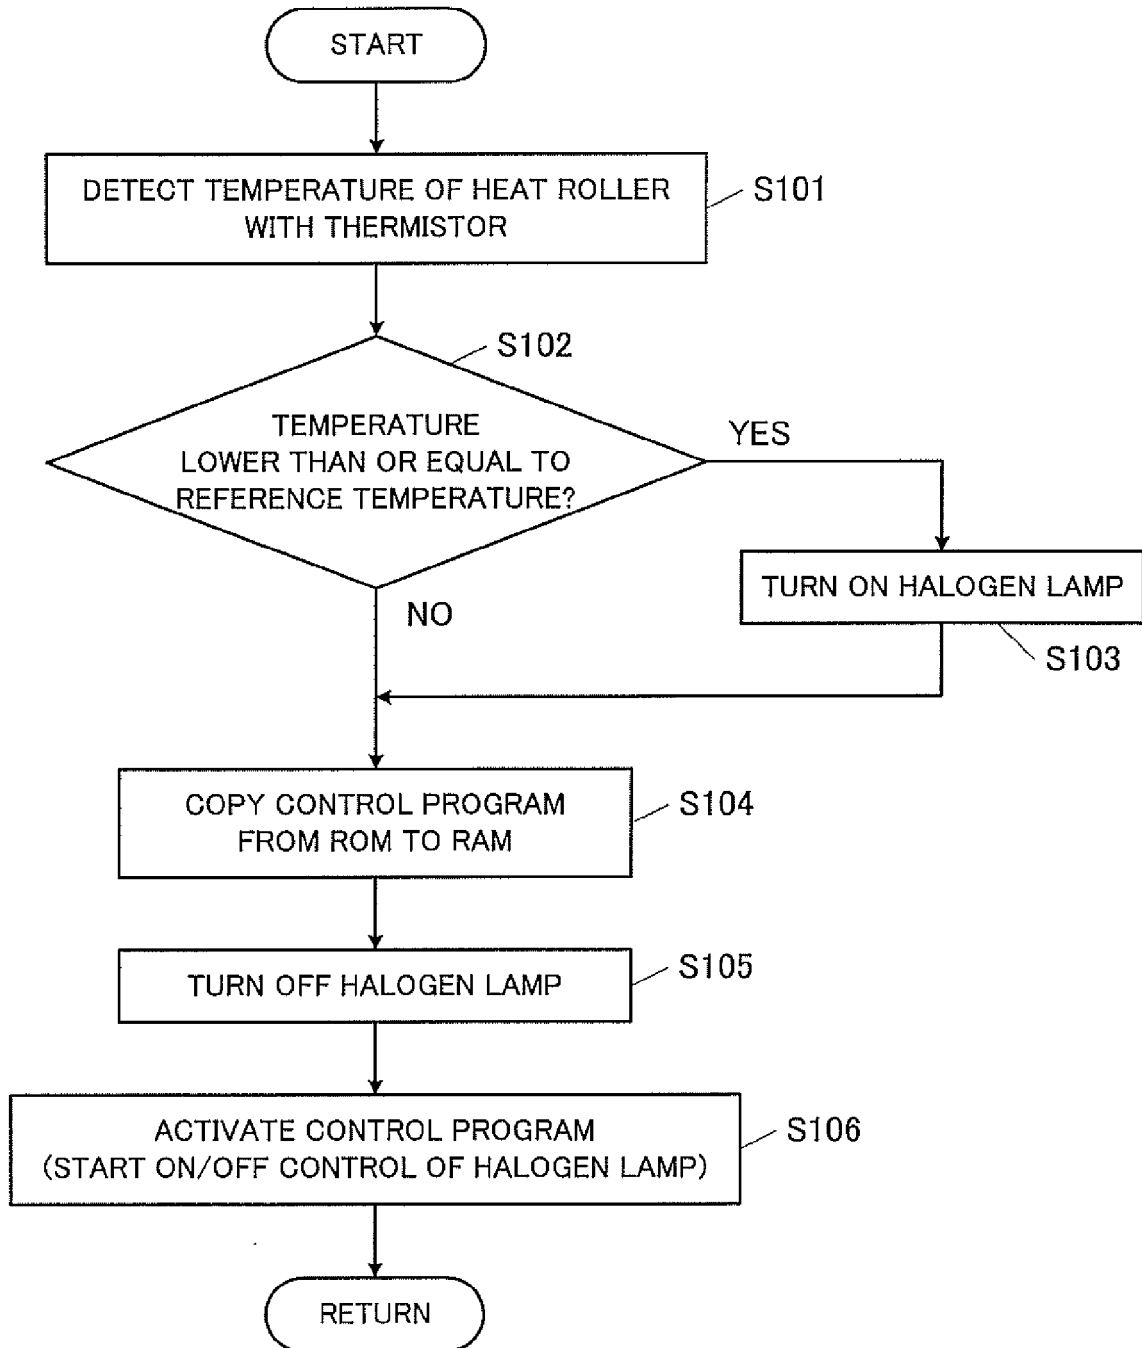 START
DETECT TEMPERATURE OF HEAT ROLLER
WITH THERMISTOR
S101
S102
TEMPERATURE
LOWER THAN OR EQUAL TO
REFERENCE TEMPERATURE?
YES
NO
TURN ON HALOGEN LAMP
S103
COPY CONTROL PROGRAM
FROM ROM TO RAM
S104
TURN OFF HALOGEN LAMP
S105
ACTIVATE CONTROL PROGRAM
(START ON/OFF CONTROL OF HALOGEN LAMP)
S106
RETURN